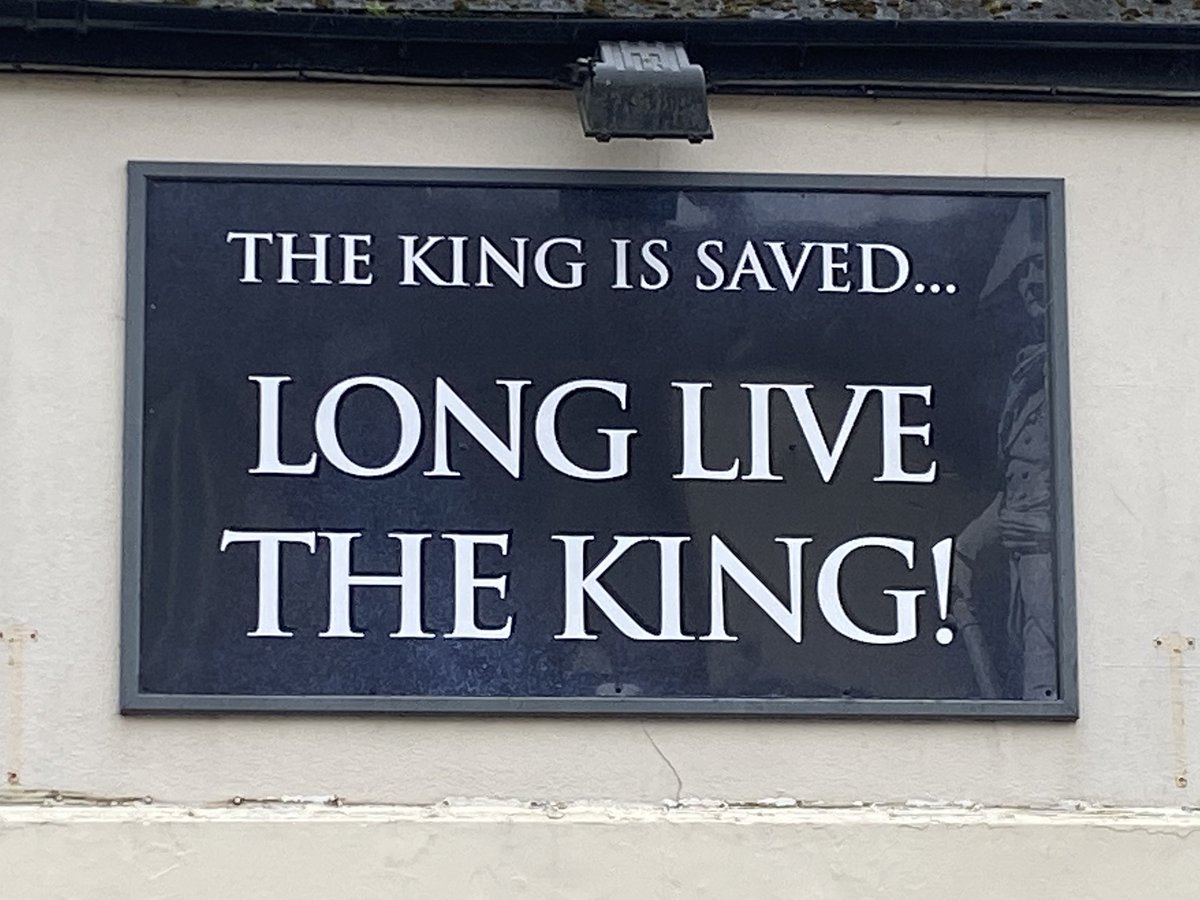 THE KING IS SAVED...
LONG LIVE
THE KING!